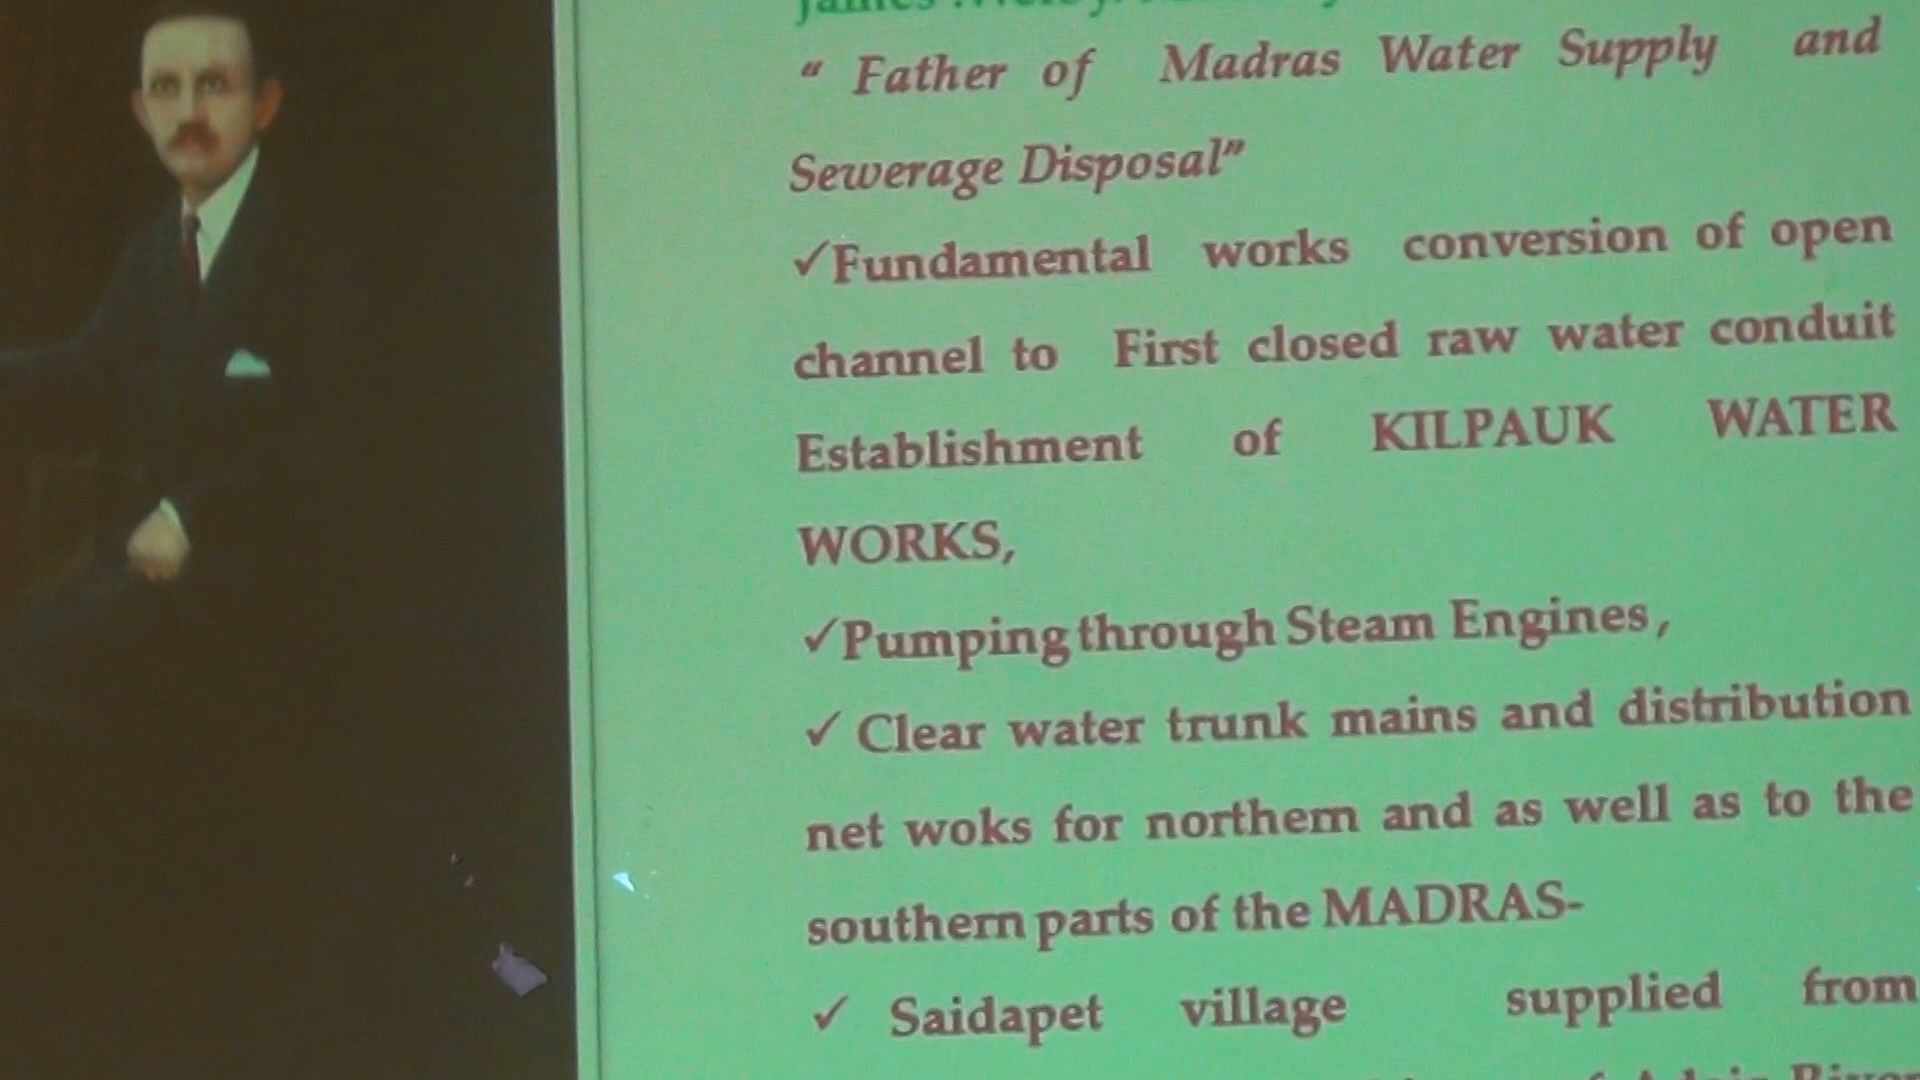 “ Father of Madras Water Supply and
Sewerage Disposal”
✓Fundamental works conversion of open
channel to First closed raw water conduit
Establishment of KILPAUK WATER
WORKS,
✓Pumping through Steam Engines,
✓ Clear water trunk mains and distribution
net woks for northern and as well as to the
southern parts of the MADRAS-
✓ Saidapet village supplied from